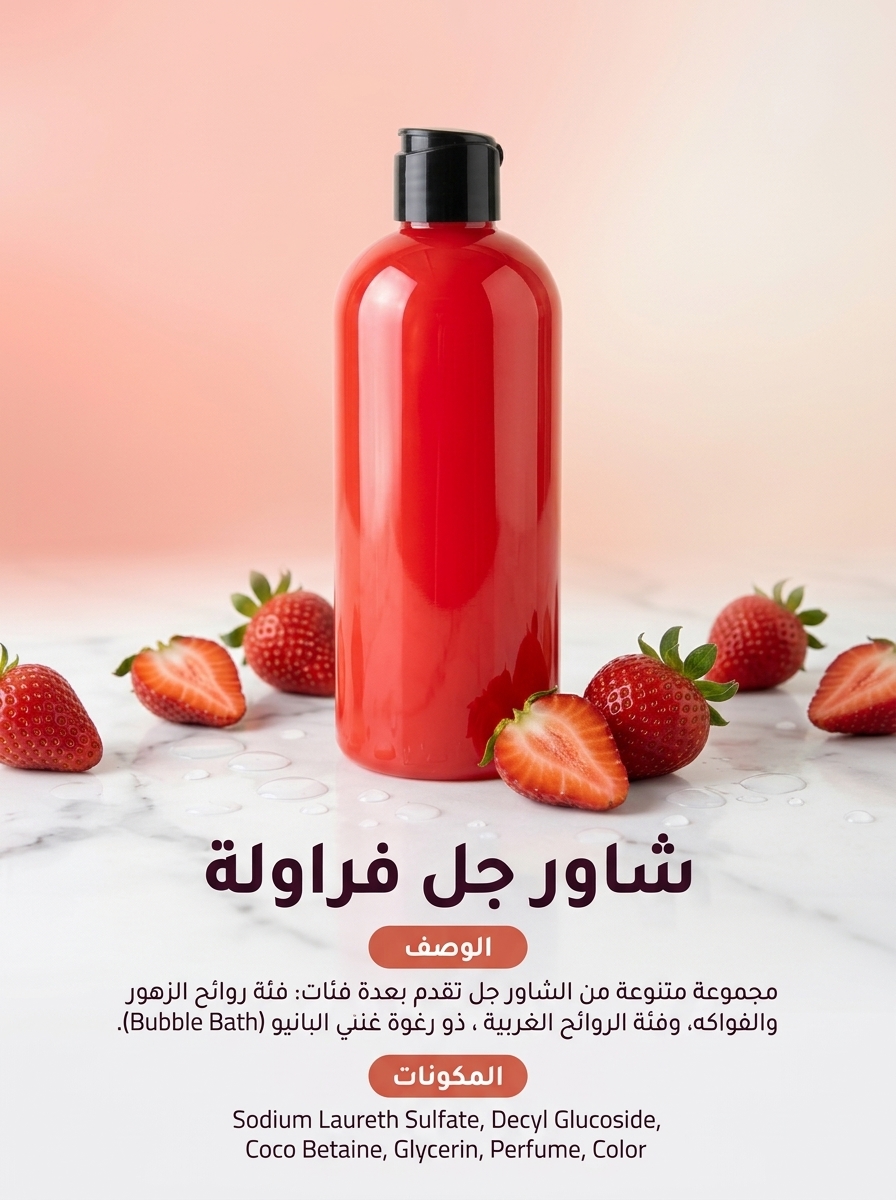 شاور جل فراولة
الوصف
مجموعة متنوعة من الشاور جل تقدم بعدة فئات: فئة روائح الزهور
والفواكه، وفئة الروائح الغربية ، ذو رغوة غنني البانيو (Bubble Bath).
المكونات
Sodium Laureth Sulfate, Decyl Glucoside,
Coco Betaine, Glycerin, Perfume, Color